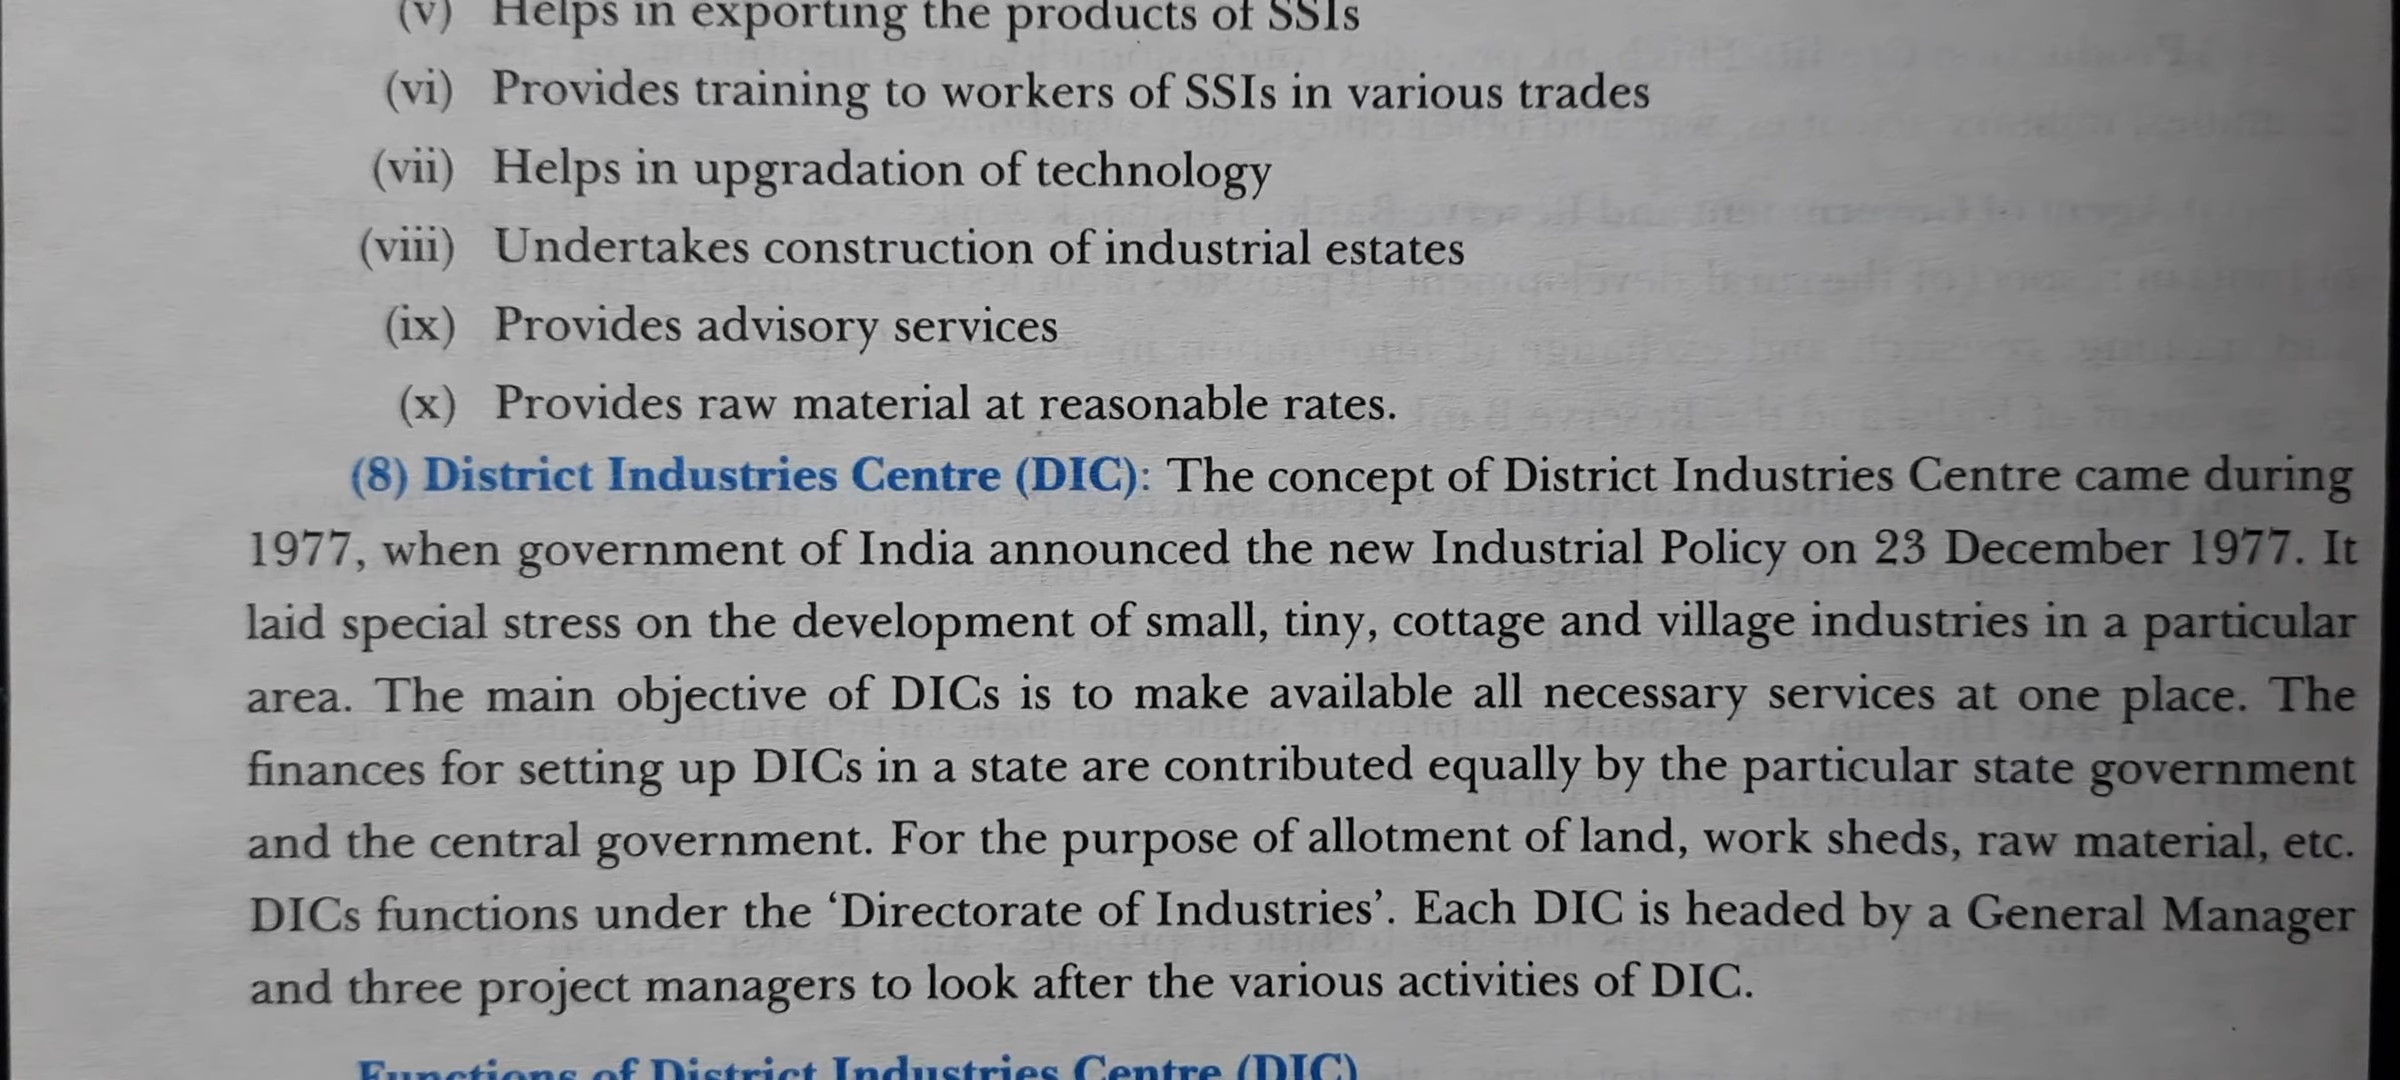 (v) Helps in exporting the products of SSIs
(vi) Provides training to workers of SSIs in various trades
(vii) Helps in upgradation of technology
(viii) Undertakes construction of industrial estates
(ix) Provides advisory services
(x) Provides raw material at reasonable rates.
(8) District Industries Centre (DIC): The concept of District Industries Centre came during
1977, when government of India announced the new Industrial Policy on 23 December 1977. It
laid special stress on the development of small, tiny, cottage and village industries in a particular
area. The main objective of DICs is to make available all necessary services at one place. The
finances for setting up DICs in a state are contributed equally by the particular state government
and the central government. For the purpose of allotment of land, work sheds, raw material, etc.
DICs functions under the ‘Directorate of Industries’. Each DIC is headed by a General Manager
and three project managers to look after the various activities of DIC.
Functions of District Industries Centre (DIC)